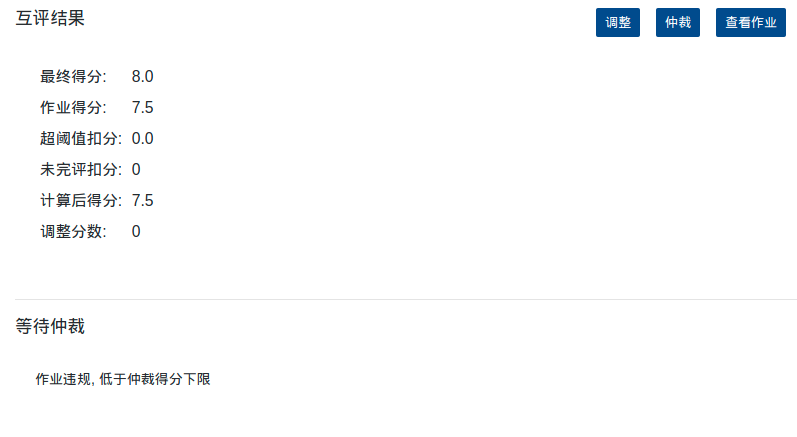 互评结果
调整 仲裁 查看作业
最终得分: 8.0
作业得分: 7.5
超阈值扣分: 0.0
未完评扣分: 0
计算后得分: 7.5
调整分数: 0
等待仲裁
作业违规, 低于仲裁得分下限